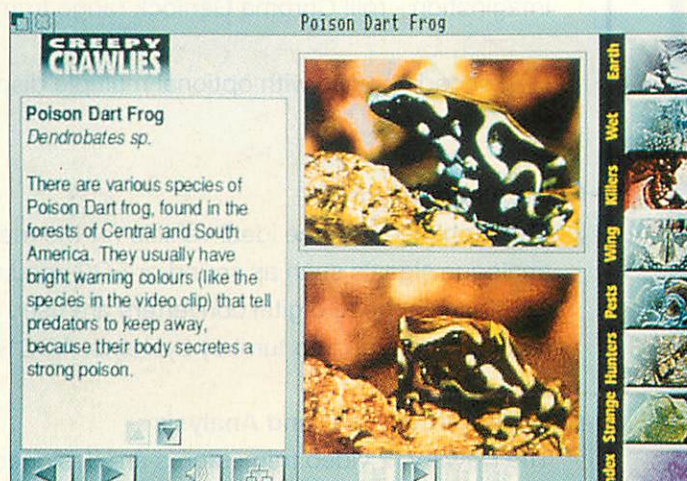 Poison Dart Frog
CREEPY
CRAWLIES
Poison Dart Frog
Dendrobates sp.
There are various species of
Poison Dart frog, found in the
forests of Central and South
America. They usually have
bright warning colours (like the
species in the video clip) that tell
predators to keep away,
because their body secretes a
strong poison.
Earth
Wet
Killers
Wing
Pests
Hunters
Strange